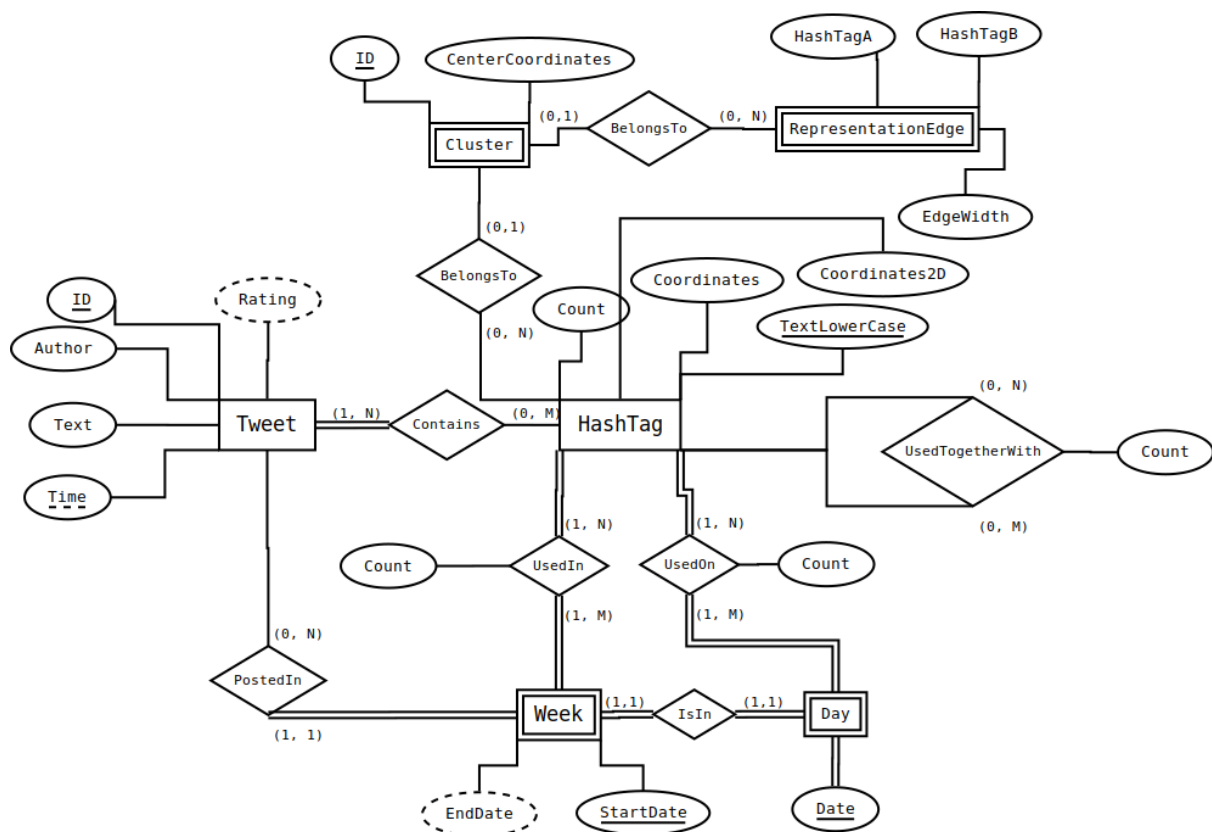 HashTagA
HashTagB
ID
CenterCoordinates
(0,1)
BelongsTo
(0, N)
RepresentationEdge
Cluster
EdgeWidth
(0,1)
BelongsTo
(0, N)
Coordinates2D
Coordinates
Count
TextLowerCase
ID
Rating
Author
Text
Time
Tweet
(1, N)
Contains
(0, M)
HashTag
(0, N)
UsedTogetherWith
Count
(0, M)
(1, N)
(1, N)
Count
UsedIn
UsedOn
Count
(1, M)
(1, M)
(0, N)
PostedIn
(1, 1)
Week
(1,1)
IsIn
(1,1)
Day
EndDate
StartDate
Date